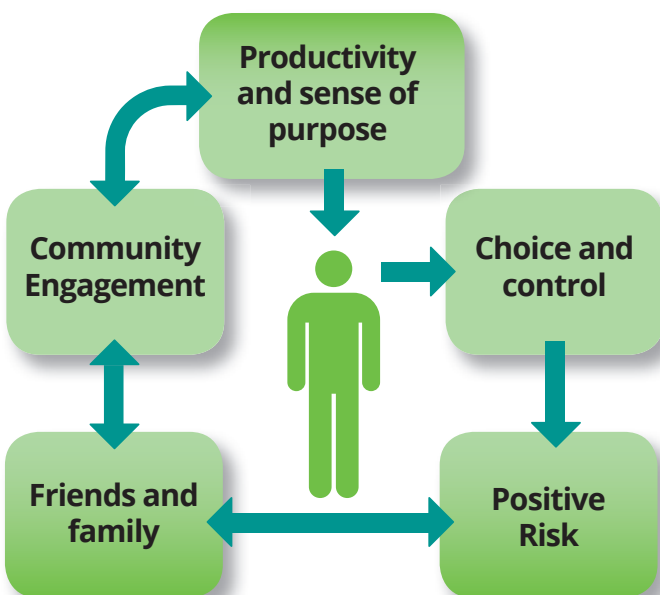 Productivity
and sense of
purpose
Community
Engagement
Choice and
control
Friends and
family
Positive
Risk